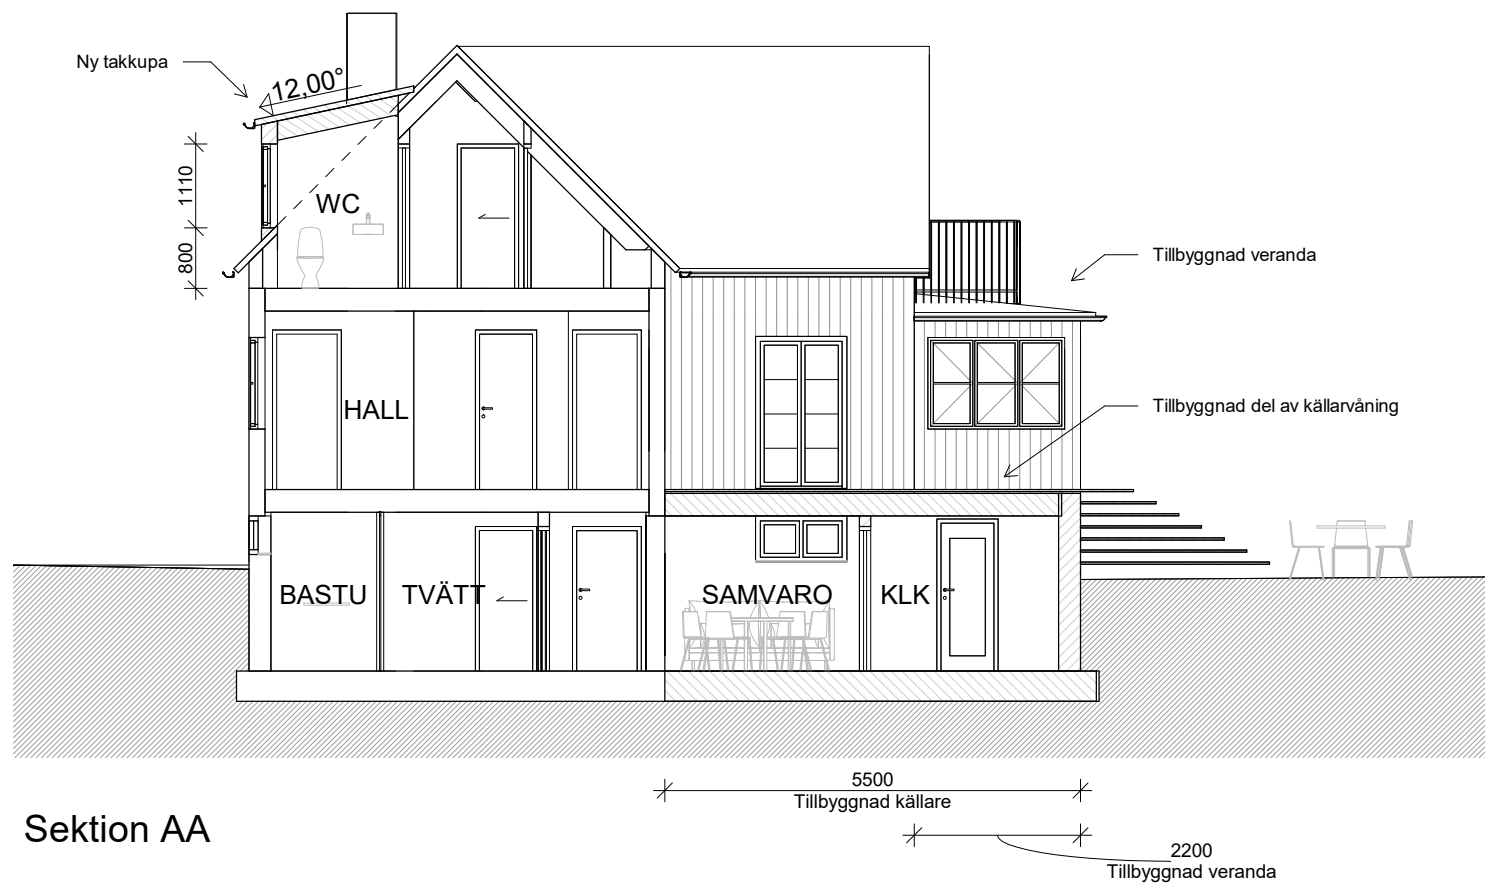 Ny takkupa
12,00°
1110
800
WC
Tillbyggnad veranda
HALL
Tillbyggnad del av källarvåning
BASTU
TVÄTT
SAMVARO
KLK
5500
Tillbyggnad källare
Sektion AA
2200
Tillbyggnad veranda